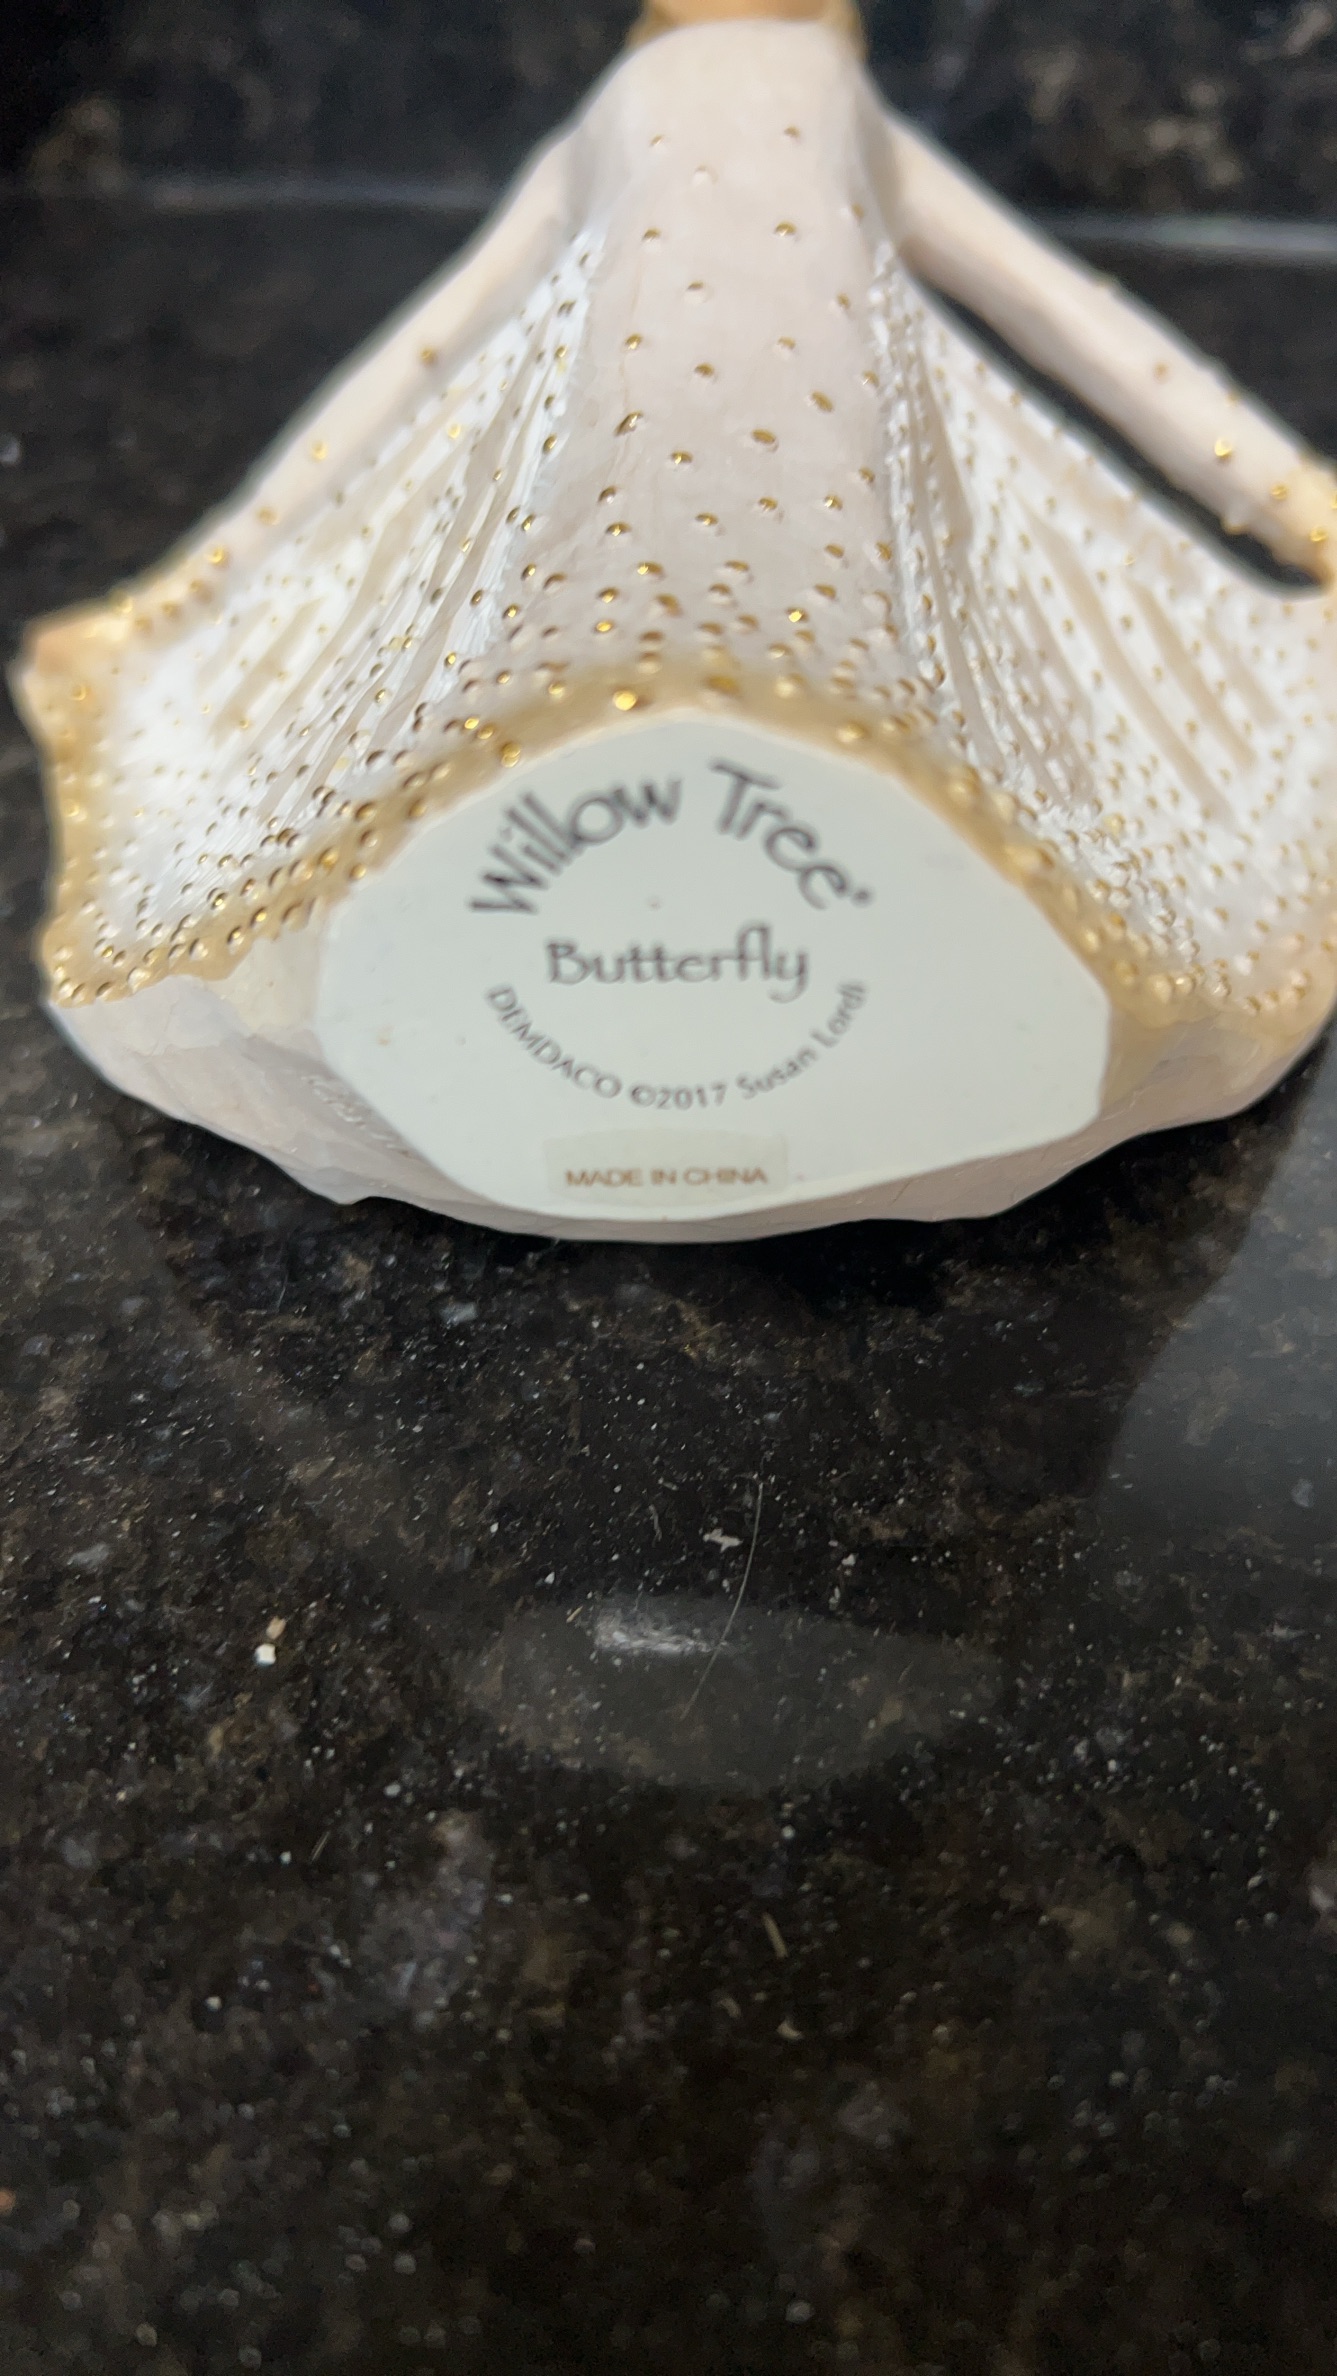 Willow Tree®
Butterfly
DEMDACO ©2017 Susan Lordi
MADE IN CHINA